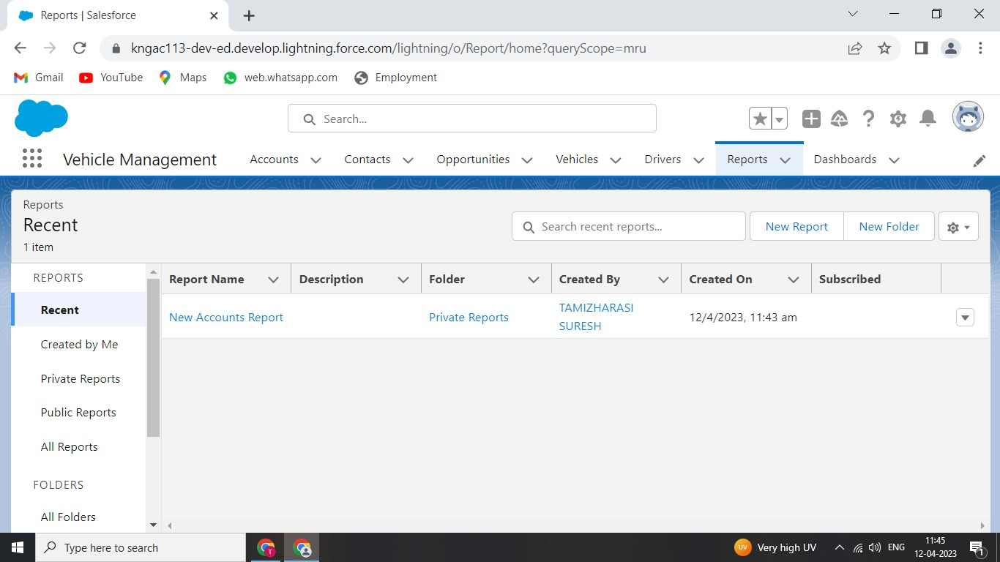 Reports | Salesforce
kngac113-dev-ed.develop.lightning.force.com/lightning/o/Report/home?queryScope=mru
Gmail YouTube Maps web.whatsapp.com Employment
Search...
Vehicle Management Accounts Contacts Opportunities Vehicles Drivers Reports Dashboards
Reports
Recent
1 item
Search recent reports... New Report New Folder
REPORTS
Recent
Created by Me
Private Reports
Public Reports
All Reports
FOLDERS
All Folders
Report Name Description Folder Created By Created On Subscribed
New Accounts Report Private Reports TAMIZHARASI SURESH 12/4/2023, 11:43 am
Type here to search
T
UV Very high UV ENG
11:45
12-04-2023
1